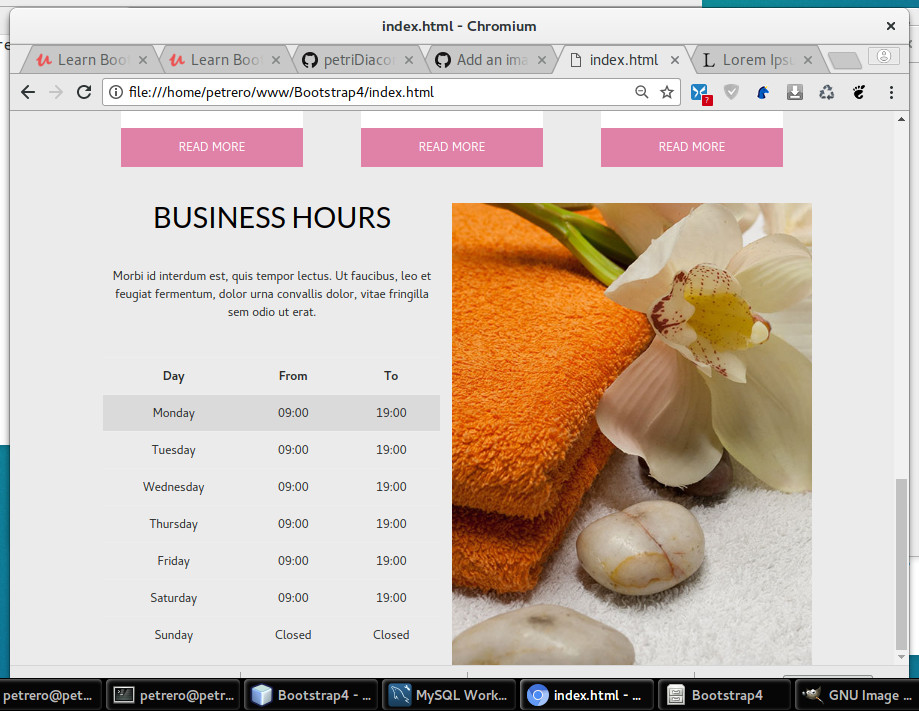 index.html - Chromium
Learn Boo
Learn Boo
petriDiaco
Add an ima
index.html
Lorem Ips
file:///home/petrero/www/Bootstrap4/index.html
?
READ MORE READ MORE READ MORE
BUSINESS HOURS
Morbi id interdum est, quis tempor lectus. Ut faucibus, leo et
feugiat fermentum, dolor urna convallis dolor, vitae fringilla
sem odio ut erat.
Day From To
Monday 09:00 19:00
Tuesday 09:00 19:00
Wednesday 09:00 19:00
Thursday 09:00 19:00
Friday 09:00 19:00
Saturday 09:00 19:00
Sunday Closed Closed
petrero@pet... petrero@petr... Bootstrap4 - ... MySQL Work... index.html - ... Bootstrap4 GNU Image ...